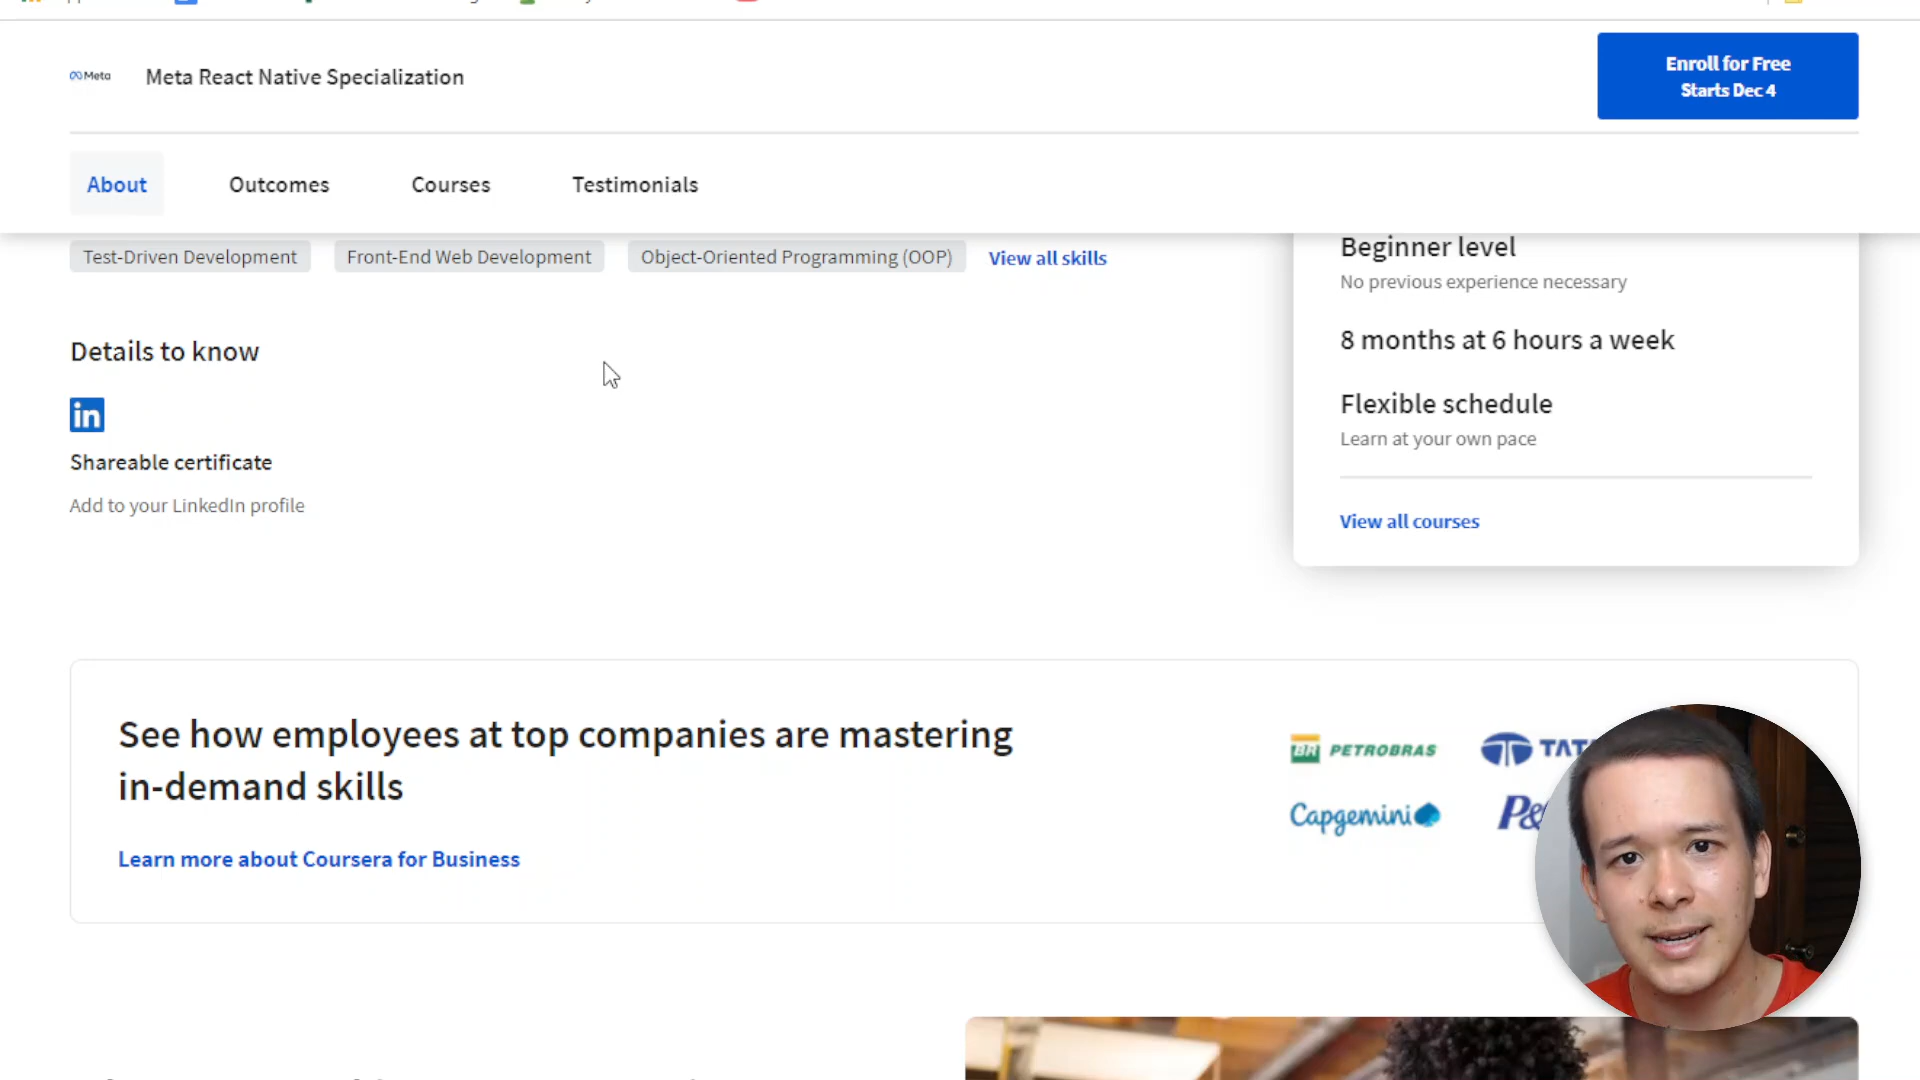 Meta
Meta React Native Specialization
Enroll for Free
Starts Dec 4
About
Outcomes
Courses
Testimonials
Test-Driven Development
Front-End Web Development
Object-Oriented Programming (OOP)
View all skills
Details to know
in
Shareable certificate
Add to your LinkedIn profile
Beginner level
No previous experience necessary
8 months at 6 hours a week
Flexible schedule
Learn at your own pace
View all courses
See how employees at top companies are mastering
in-demand skills
Learn more about Coursera for Business
BR PETROBRAS
TATA
Capgemini
P&